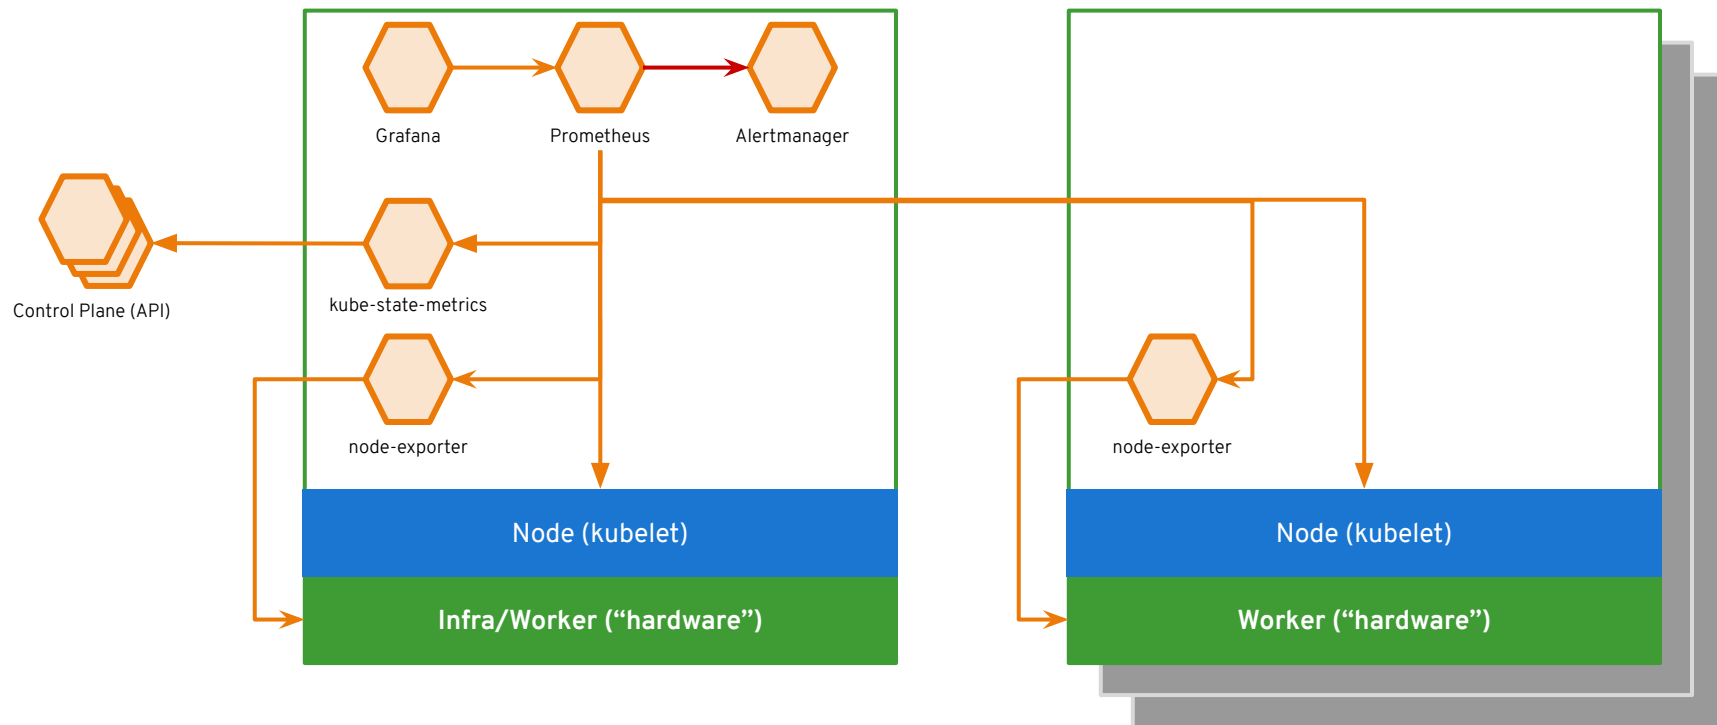 Grafana
Prometheus
Alertmanager
Control Plane (API)
kube-state-metrics
node-exporter
node-exporter
Node (kubelet)
Node (kubelet)
Infra/Worker (“hardware”)
Worker (“hardware”)